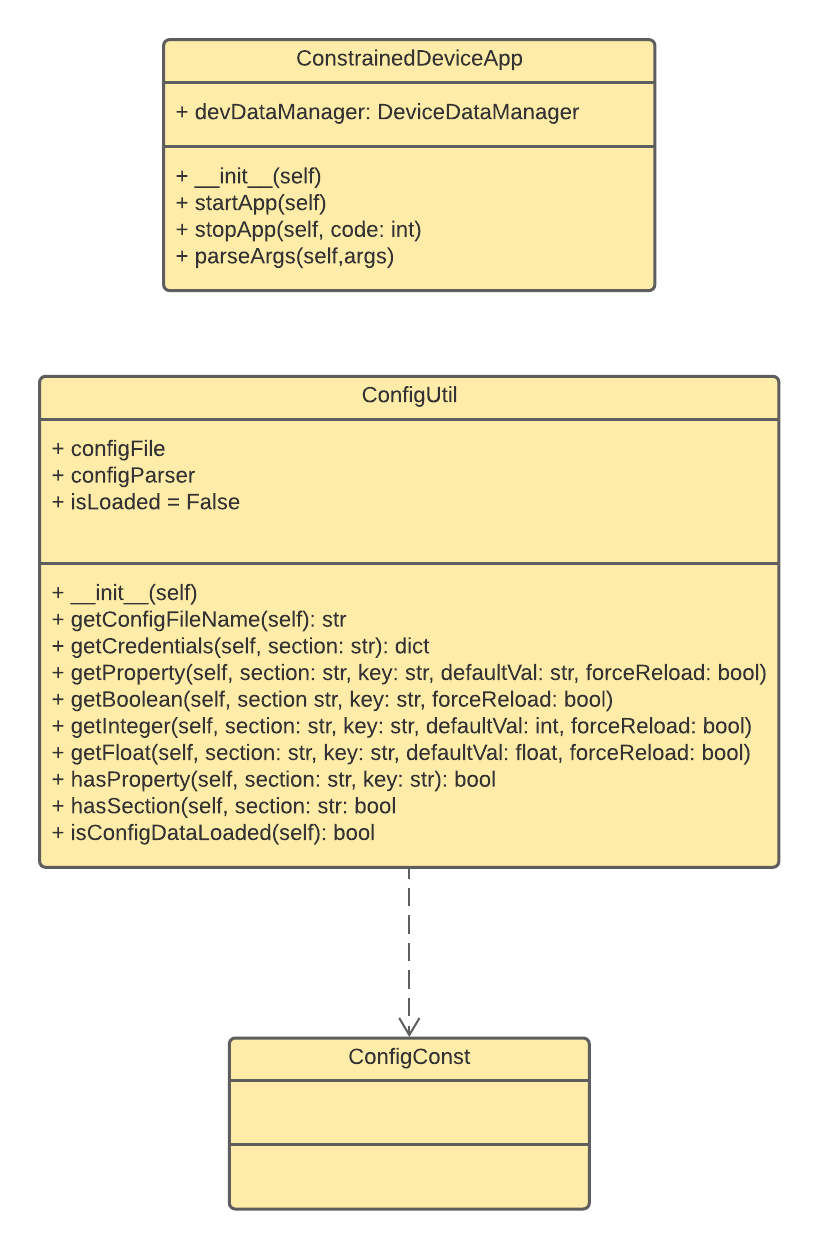 ConstrainedDeviceApp
+ devDataManager: DeviceDataManager
+ __init__(self)
+ startApp(self)
+ stopApp(self, code: int)
+ parseArgs(self,args)
ConfigUtil
+ configFile
+ configParser
+ isLoaded = False
+ __init__(self)
+ getConfigFileName(self): str
+ getCredentials(self, section: str): dict
+ getProperty(self, section: str, key: str, defaultVal: str, forceReload: bool)
+ getBoolean(self, section str, key: str, forceReload: bool)
+ getInteger(self, section: str, key: str, defaultVal: int, forceReload: bool)
+ getFloat(self, section: str, key: str, defaultVal: float, forceReload: bool)
+ hasProperty(self, section: str, key: str): bool
+ hasSection(self, section: str: bool
+ isConfigDataLoaded(self): bool
ConfigConst